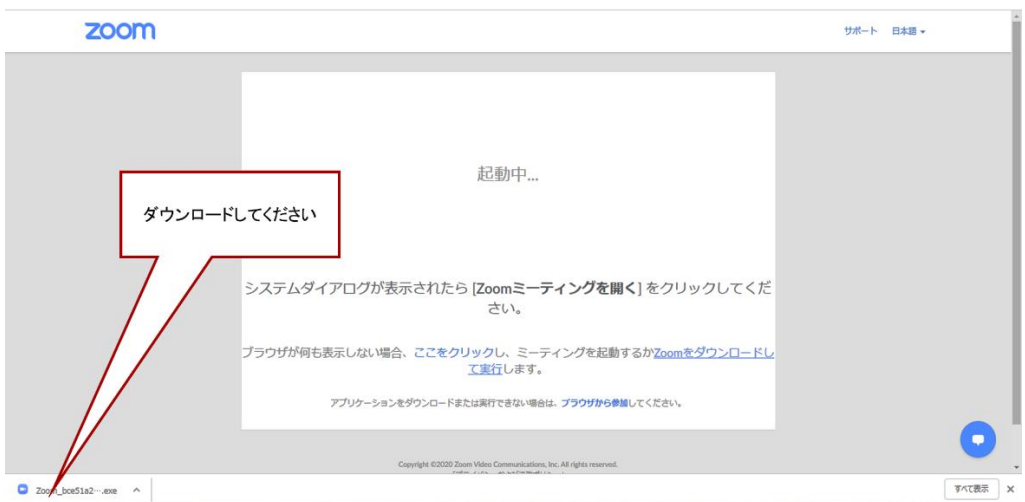 zoom
サポート 日本語
起動中...
ダウンロードしてください
システムダイアログが表示されたら [Zoomミーティングを開く] をクリックしてくだ
さい。
ブラウザが何も表示しない場合、ここをクリックし、ミーティングを起動するかZoomをダウンロードし
て実行します。
アプリケーションをダウンロードまたは実行できない場合は、ブラウザから参加してください。
Copyright ©2020 Zoom Video Communications, Inc. All rights reserved.
Zoom_bce51a2….exe
すべて表示